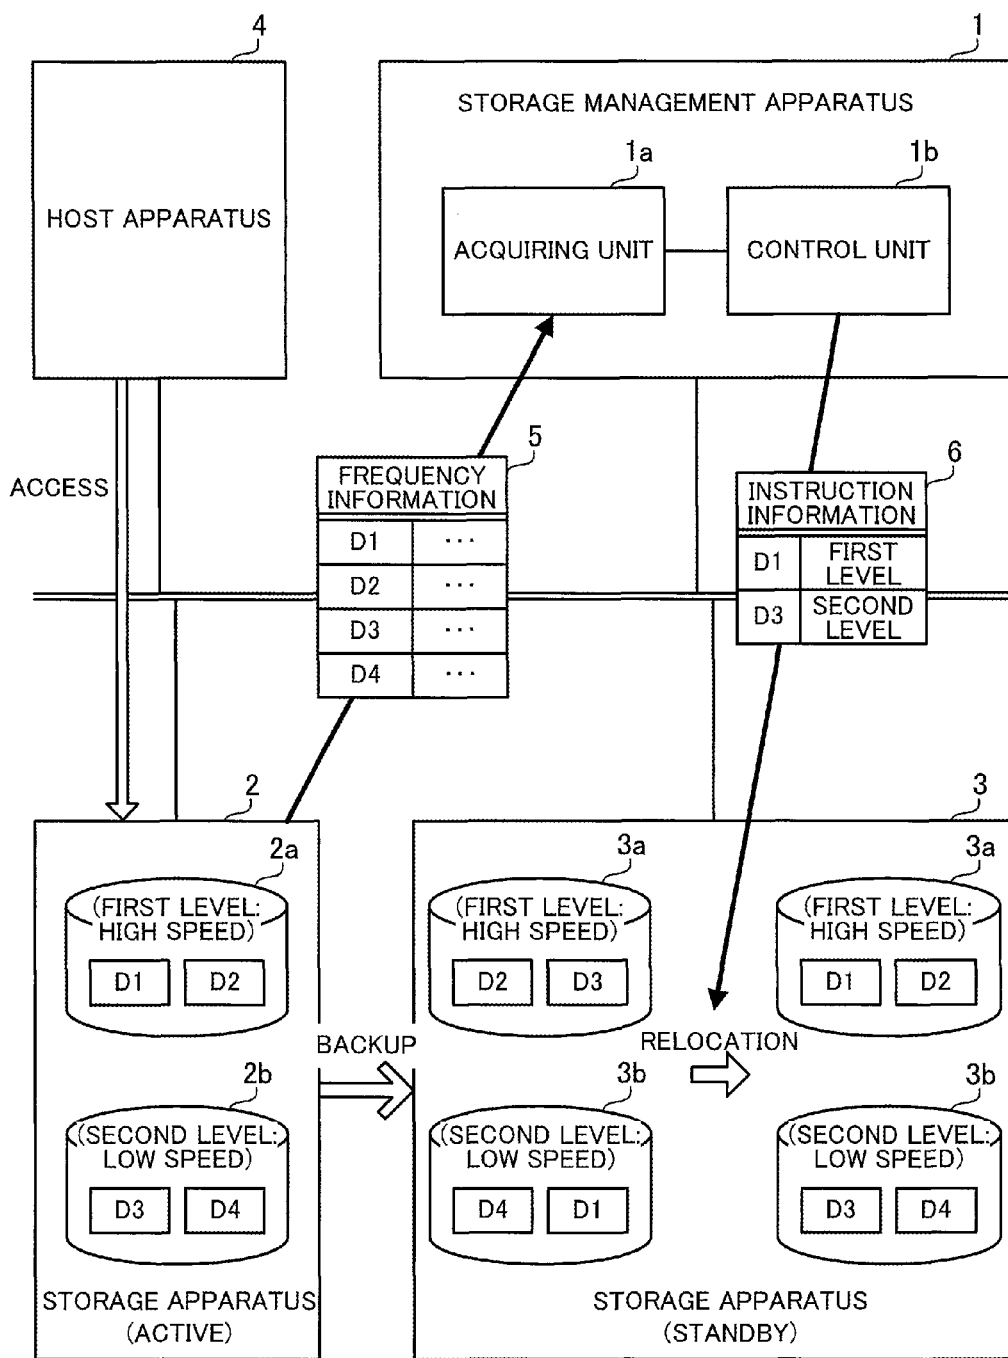 4
1
STORAGE MANAGEMENT APPARATUS
1a
1b
HOST APPARATUS
ACQUIRING UNIT
CONTROL UNIT
ACCESS
5
FREQUENCY
INFORMATION
D1 ···
D2 ···
D3 ···
D4 ···
6
INSTRUCTION
INFORMATION
D1 FIRST
LEVEL
D3 SECOND
LEVEL
2
2a
(FIRST LEVEL:
HIGH SPEED)
D1 D2
2b
(SECOND LEVEL:
LOW SPEED)
D3 D4
STORAGE APPARATUS
(ACTIVE)
BACKUP
3
3a
(FIRST LEVEL:
HIGH SPEED)
D2 D3
3b
(SECOND LEVEL:
LOW SPEED)
D4 D1
RELOCATION
3a
(FIRST LEVEL:
HIGH SPEED)
D1 D2
3b
(SECOND LEVEL:
LOW SPEED)
D3 D4
STORAGE APPARATUS
(STANDBY)